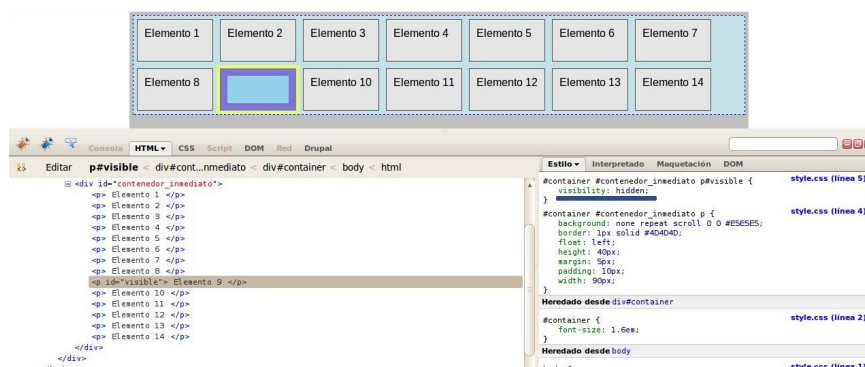 Elemento 1 Elemento 2 Elemento 3 Elemento 4 Elemento 5 Elemento 6 Elemento 7
Elemento 8 Elemento 10 Elemento 11 Elemento 12 Elemento 13 Elemento 14
Consola HTML CSS Script DOM Red Drupal
Editar p#visible < div#cont...nmediato < div#container < body < html
<div id="contenedor_inmediato">
<p> Elemento 1 </p>
<p> Elemento 2 </p>
<p> Elemento 3 </p>
<p> Elemento 4 </p>
<p> Elemento 5 </p>
<p> Elemento 6 </p>
<p> Elemento 7 </p>
<p> Elemento 8 </p>
<p id="visible"> Elemento 9 </p>
<p> Elemento 10 </p>
<p> Elemento 11 </p>
<p> Elemento 12 </p>
<p> Elemento 13 </p>
<p> Elemento 14 </p>
</div>
</div>
Estilo Interpretado Maquetación DOM
#container #contenedor_inmediato p#visible { style.css (línea 5)
visibility: hidden;
}
#container #contenedor_inmediato p { style.css (línea 4)
background: none repeat scroll 0 0 #E5E5E5;
border: 1px solid #4D4D4D;
float: left;
height: 40px;
margin: 5px;
padding: 10px;
width: 90px;
}
Heredado desde div#container
#container { style.css (línea 2)
font-size: 1.6em;
}
Heredado desde body
style.css (línea 1)